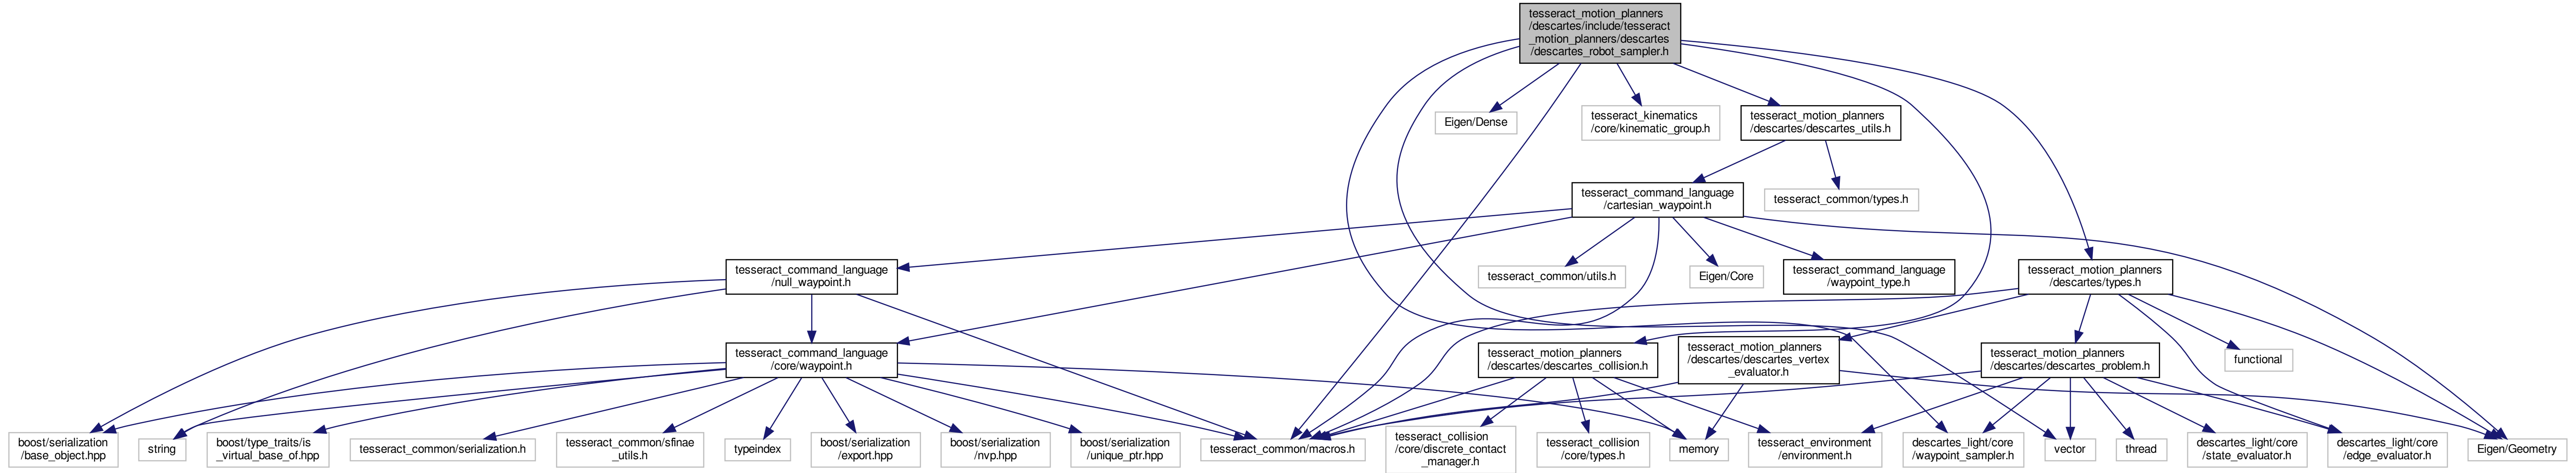 tesseract_motion_planners
/descartes/include/tesseract
_motion_planners/descartes
/descartes_robot_sampler.h
Eigen/Dense
tesseract_kinematics
/core/kinematic_group.h
tesseract_motion_planners
/descartes/descartes_utils.h
tesseract_command_language
/cartesian_waypoint.h
tesseract_common/types.h
tesseract_command_language
/null_waypoint.h
tesseract_common/utils.h
Eigen/Core
tesseract_command_language
/waypoint_type.h
tesseract_motion_planners
/descartes/types.h
tesseract_command_language
/core/waypoint.h
tesseract_motion_planners
/descartes/descartes_collision.h
tesseract_motion_planners
/descartes/descartes_vertex
_evaluator.h
tesseract_motion_planners
/descartes/descartes_problem.h
functional
boost/serialization
/base_object.hpp
string
boost/type_traits/is
_virtual_base_of.hpp
tesseract_common/serialization.h
tesseract_common/sfinae
_utils.h
typeindex
boost/serialization
/export.hpp
boost/serialization
/nvp.hpp
boost/serialization
/unique_ptr.hpp
tesseract_common/macros.h
tesseract_collision
/core/discrete_contact
_manager.h
tesseract_collision
/core/types.h
memory
tesseract_environment
/environment.h
descartes_light/core
/waypoint_sampler.h
vector
thread
descartes_light/core
/state_evaluator.h
descartes_light/core
/edge_evaluator.h
Eigen/Geometry